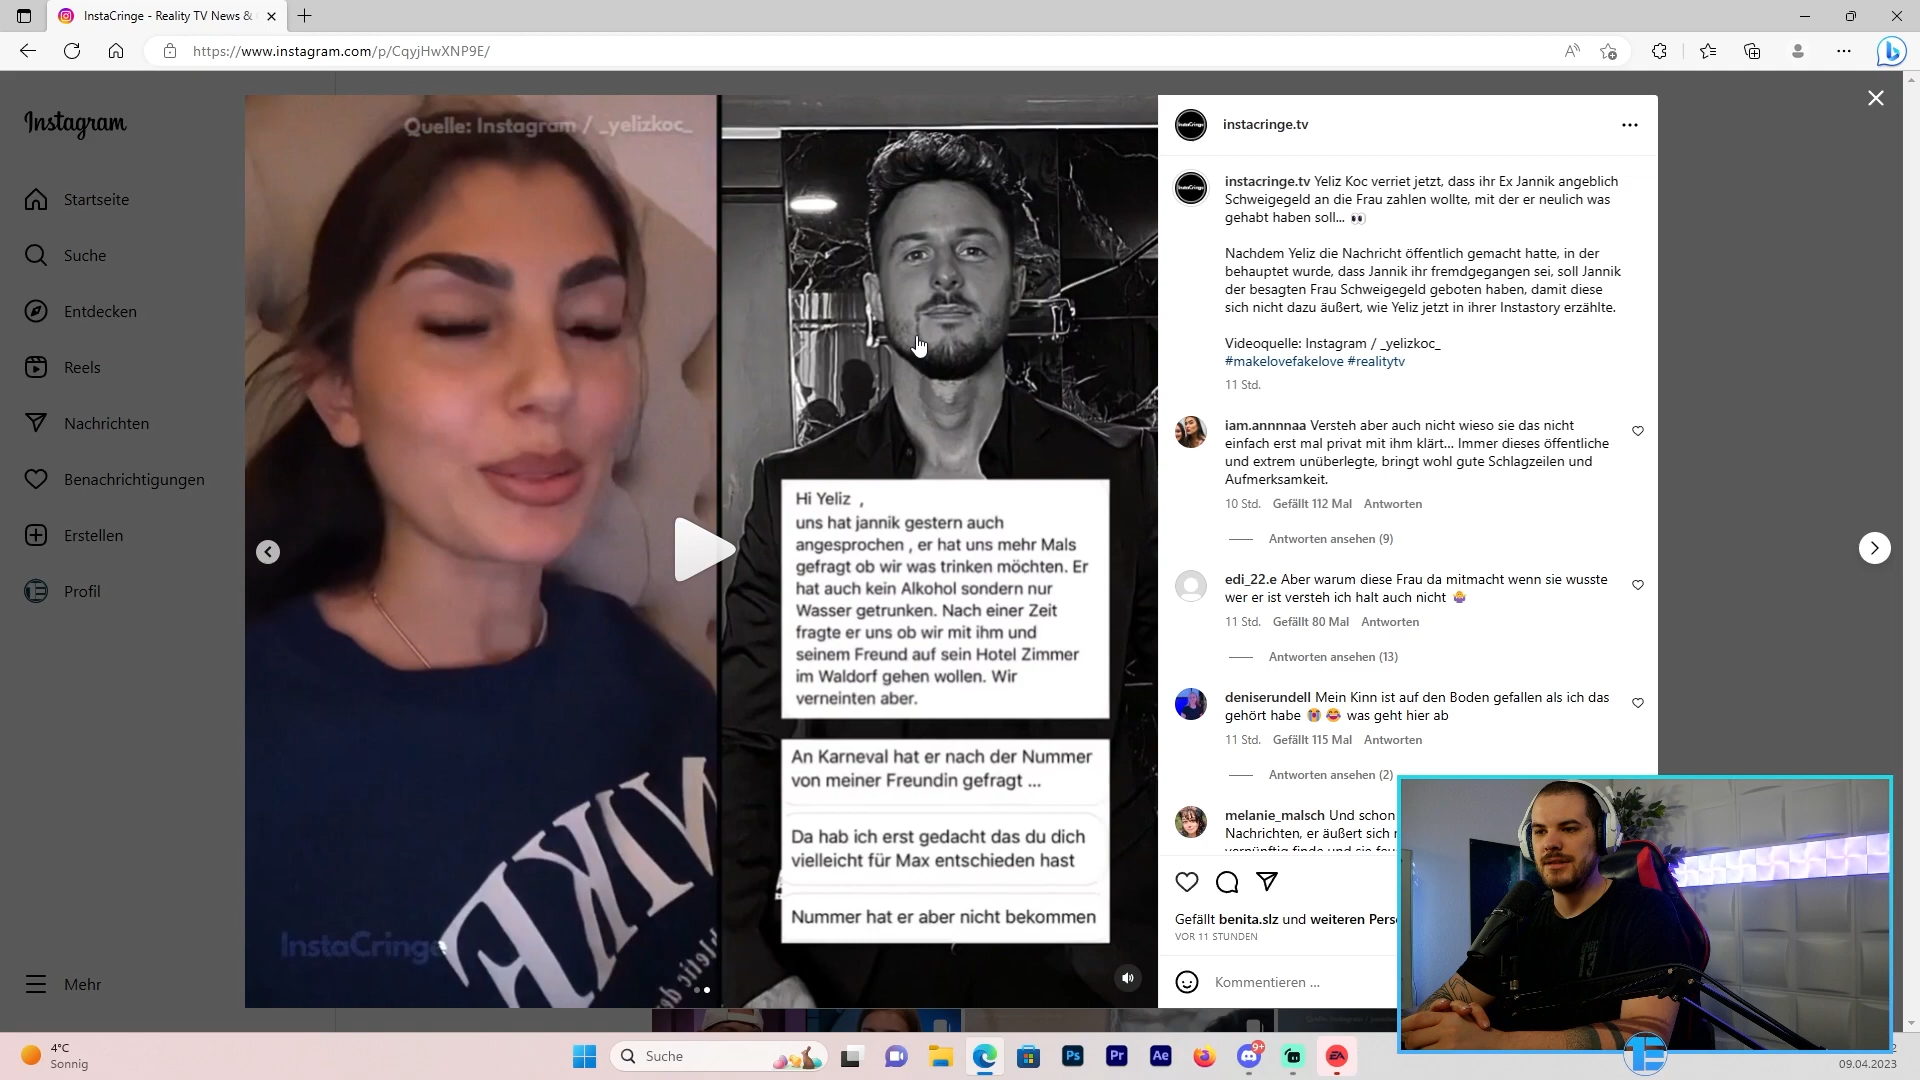 InstaCringe - Reality TV News &
https://www.instagram.com/p/CqyjHwXNP9E/
Instagram
Startseite
Suche
Entdecken
Reels
Nachrichten
Benachrichtigungen
Erstellen
Profil
Mehr
Quelle: Instagram / _yelizkoc_
Hi Yeliz ,
uns hat jannik gestern auch
angesprochen , er hat uns mehr Mals
gefragt ob wir was trinken möchten. Er
hat auch kein Alkohol sondern nur
Wasser getrunken. Nach einer Zeit
fragte er uns ob wir mit ihm und
seinem Freund auf sein Hotel Zimmer
im Waldorf gehen wollen. Wir
verneinten aber.
An Karneval hat er nach der Nummer
von meiner Freundin gefragt ...
Da hab ich erst gedacht das du dich
vielleicht für Max entschieden hast
Nummer hat er aber nicht bekommen
InstaCringe
instacringe.tv
instacringe.tv Yeliz Koc verriet jetzt, dass ihr Ex Jannik angeblich
Schweigegeld an die Frau zahlen wollte, mit der er neulich was
gehabt haben soll... 👀
Nachdem Yeliz die Nachricht öffentlich gemacht hatte, in der
behauptet wurde, dass Jannik ihr fremdgegangen sei, soll Jannik
der besagten Frau Schweigegeld geboten haben, damit diese
sich nicht dazu äußert, wie Yeliz jetzt in ihrer Instastory erzählte.
Videoquelle: Instagram / _yelizkoc_
#makelovefakelove #realitytv
11 Std.
iam.annnnaa Versteh aber auch nicht wieso sie das nicht
einfach erst mal privat mit ihm klärt... Immer dieses öffentliche
und extrem unüberlegte, bringt wohl gute Schlagzeilen und
Aufmerksamkeit.
10 Std. Gefällt 112 Mal Antworten
Antworten ansehen (9)
edi_22.e Aber warum diese Frau da mitmacht wenn sie wusste
wer er ist versteh ich halt auch nicht 🤷‍♀️
11 Std. Gefällt 80 Mal Antworten
Antworten ansehen (13)
deniserundell Mein Kinn ist auf den Boden gefallen als ich das
gehört habe 😭 😂 was geht hier ab
11 Std. Gefällt 115 Mal Antworten
Antworten ansehen (2)
melanie_malsch Und schon
Nachrichten, er äußert sich
Gefällt benita.slz und weiteren
VOR 11 STUNDEN
Kommentieren ...
4°C
Sonnig
Suche
Ps
Pr
Ae
9+
EA
09.04.2023